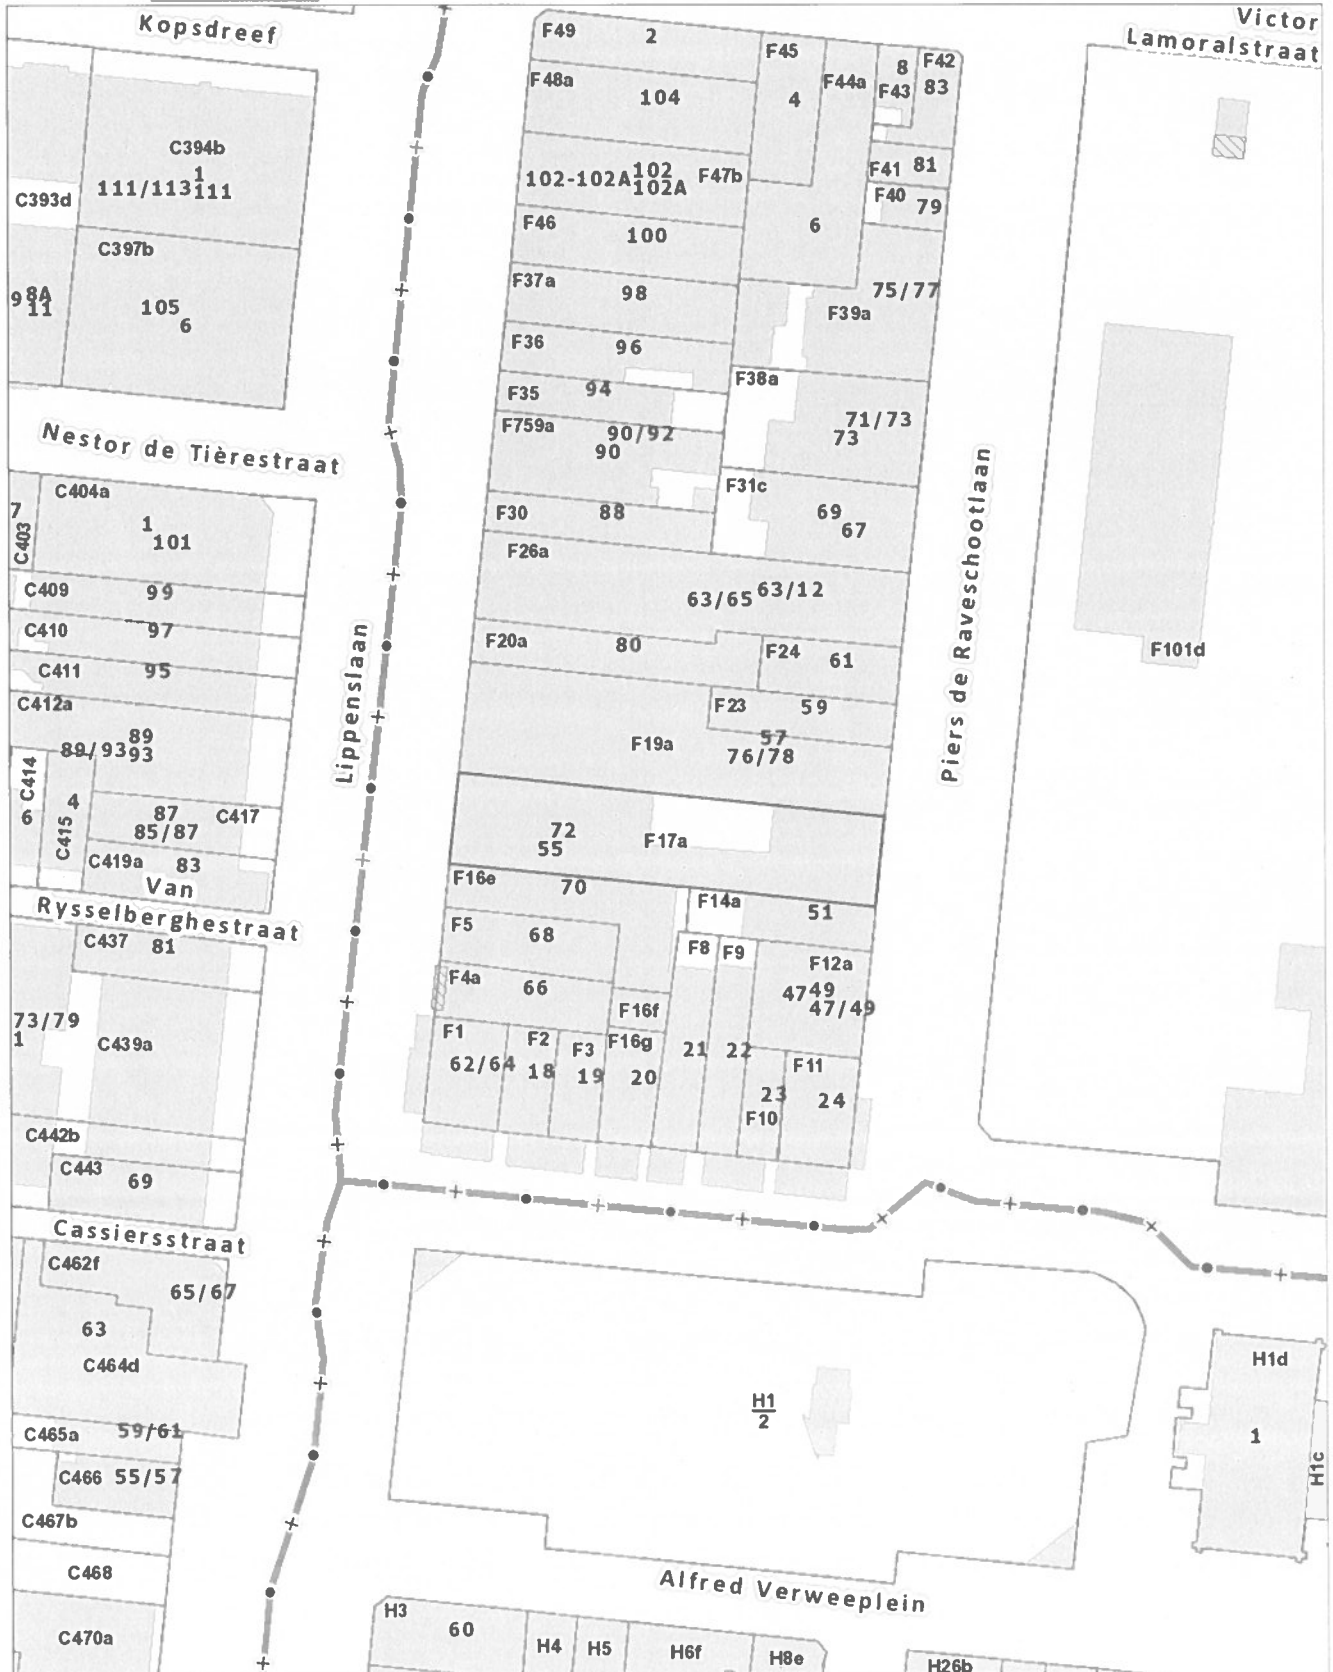 Kopsdreef
Victor
Lamoralstraat
F49
2
F45
F42
8
F44a
F43
83
F48a
104
4
C394b
1
111/113
111
C393d
F47b
102-102A
102
102A
F41
81
F40
79
F46
100
6
C397b
105
6
9
8A
11
F37a
98
75/77
F39a
F36
96
F38a
F35
94
71/73
73
F759a
90/92
90
Nestor de Tièrestraat
F31c
69
67
F30
88
C404a
1
101
7
C403
F26a
63/65
63/12
C409
99
C410
97
C411
95
C412a
89
89/93
93
F20a
80
F24
61
F101d
Lippenslaan
Piers de Raveschootlaan
F23
59
F19a
57
76/78
C414
6
4
C415
87
85/87
C417
C419a
83
72
55
F17a
Van
Rysselberghestraat
F16e
70
F14a
51
F5
68
F8
F9
F12a
C437
81
F4a
66
47
49
47/49
F16f
73/79
1
C439a
F1
62/64
F2
18
F3
19
F16g
20
21
22
F11
23
24
F10
C442b
C443
69
Cassiersstraat
C462f
65/67
63
C464d
C465a
59/61
C466
55/57
C467b
C468
C470a
H1
2
H1d
1
H1c
Alfred Verweeplein
H3
60
H4
H5
H6f
H8e
H26b